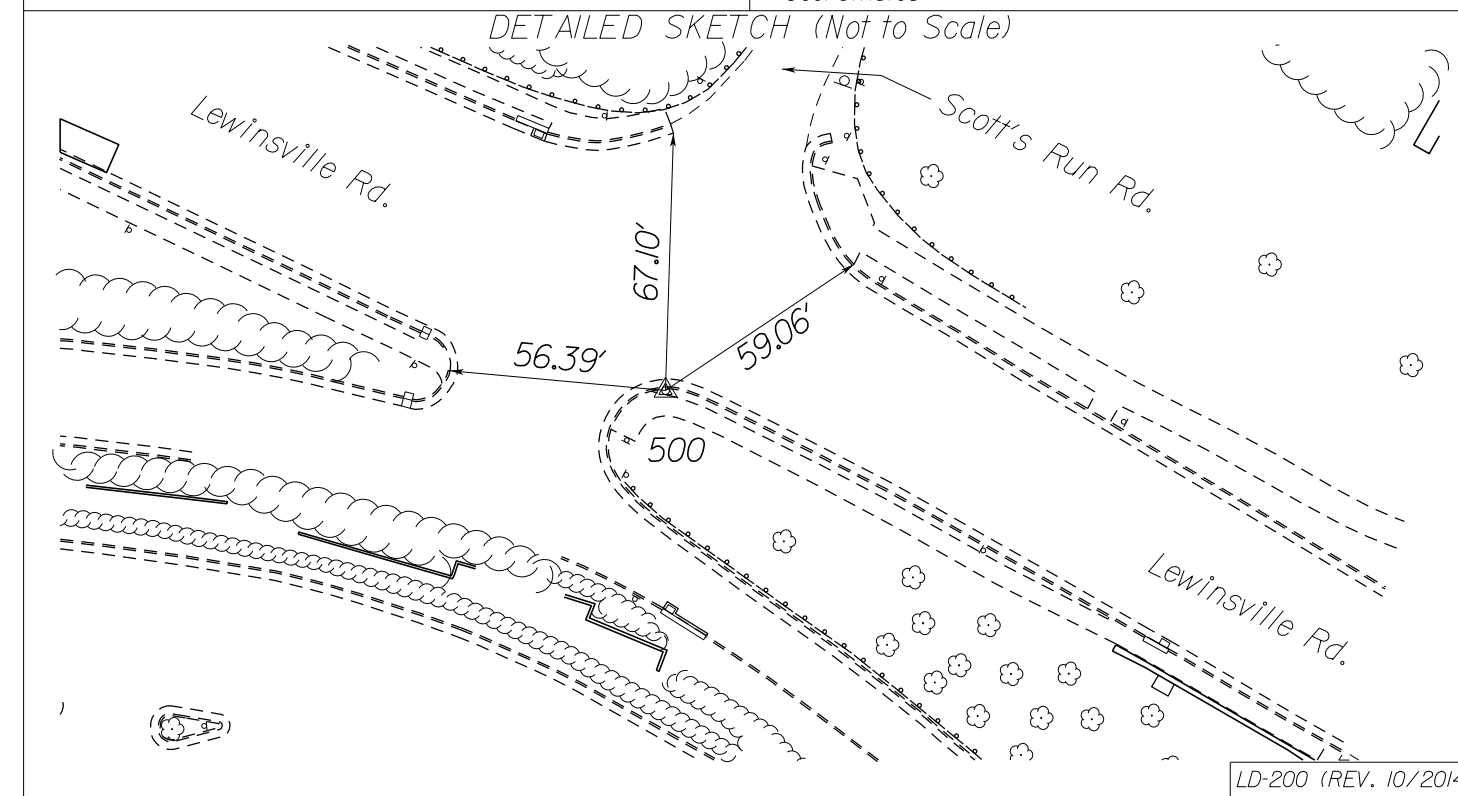 DETAILED SKETCH (Not to Scale)
Lewinsville Rd.
Scott's Run Rd.
67.10'
56.39'
59.06'
500
Lewinsville Rd.
LD-200 (REV. 10/2014